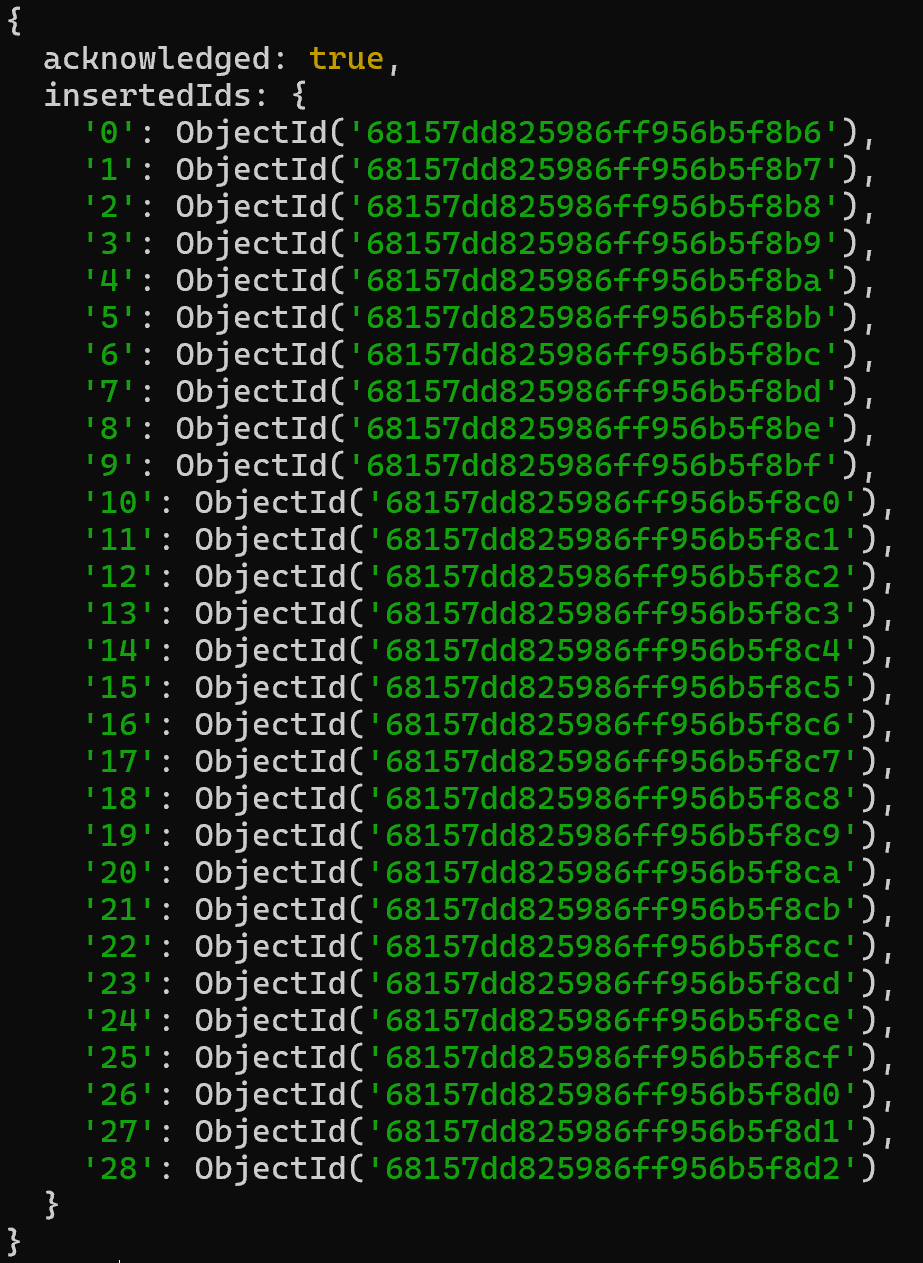 {
  acknowledged: true,
  insertedIds: {
    '0': ObjectId('68157dd825986ff956b5f8b6'),
    '1': ObjectId('68157dd825986ff956b5f8b7'),
    '2': ObjectId('68157dd825986ff956b5f8b8'),
    '3': ObjectId('68157dd825986ff956b5f8b9'),
    '4': ObjectId('68157dd825986ff956b5f8ba'),
    '5': ObjectId('68157dd825986ff956b5f8bb'),
    '6': ObjectId('68157dd825986ff956b5f8bc'),
    '7': ObjectId('68157dd825986ff956b5f8bd'),
    '8': ObjectId('68157dd825986ff956b5f8be'),
    '9': ObjectId('68157dd825986ff956b5f8bf'),
    '10': ObjectId('68157dd825986ff956b5f8c0'),
    '11': ObjectId('68157dd825986ff956b5f8c1'),
    '12': ObjectId('68157dd825986ff956b5f8c2'),
    '13': ObjectId('68157dd825986ff956b5f8c3'),
    '14': ObjectId('68157dd825986ff956b5f8c4'),
    '15': ObjectId('68157dd825986ff956b5f8c5'),
    '16': ObjectId('68157dd825986ff956b5f8c6'),
    '17': ObjectId('68157dd825986ff956b5f8c7'),
    '18': ObjectId('68157dd825986ff956b5f8c8'),
    '19': ObjectId('68157dd825986ff956b5f8c9'),
    '20': ObjectId('68157dd825986ff956b5f8ca'),
    '21': ObjectId('68157dd825986ff956b5f8cb'),
    '22': ObjectId('68157dd825986ff956b5f8cc'),
    '23': ObjectId('68157dd825986ff956b5f8cd'),
    '24': ObjectId('68157dd825986ff956b5f8ce'),
    '25': ObjectId('68157dd825986ff956b5f8cf'),
    '26': ObjectId('68157dd825986ff956b5f8d0'),
    '27': ObjectId('68157dd825986ff956b5f8d1'),
    '28': ObjectId('68157dd825986ff956b5f8d2')
  }
}